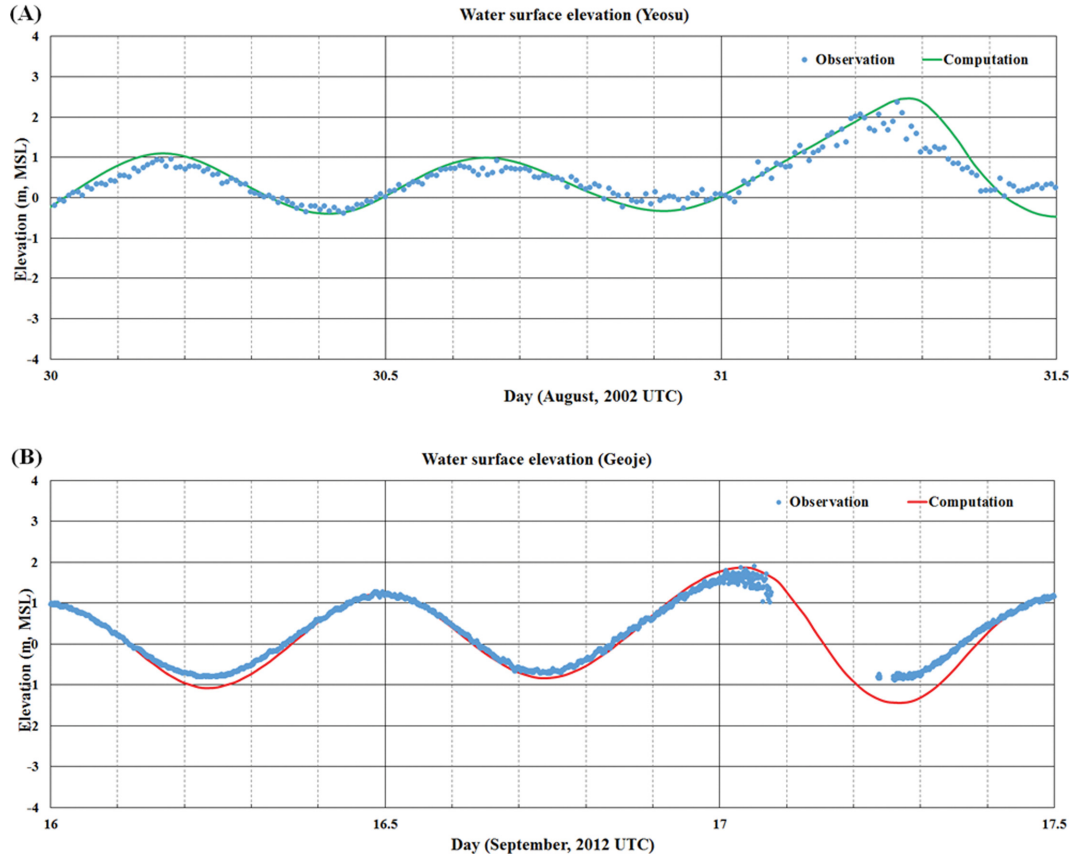 (A)
Water surface elevation (Yeosu)
4
3
2
1
0
-1
-2
-3
-4
Elevation (m, MSL)
Observation
Computation
30
30.5
31
31.5
Day (August, 2002 UTC)
(B)
Water surface elevation (Geoje)
4
3
2
1
0
-1
-2
-3
-4
Elevation (m, MSL)
Observation
Computation
16
16.5
17
17.5
Day (September, 2012 UTC)